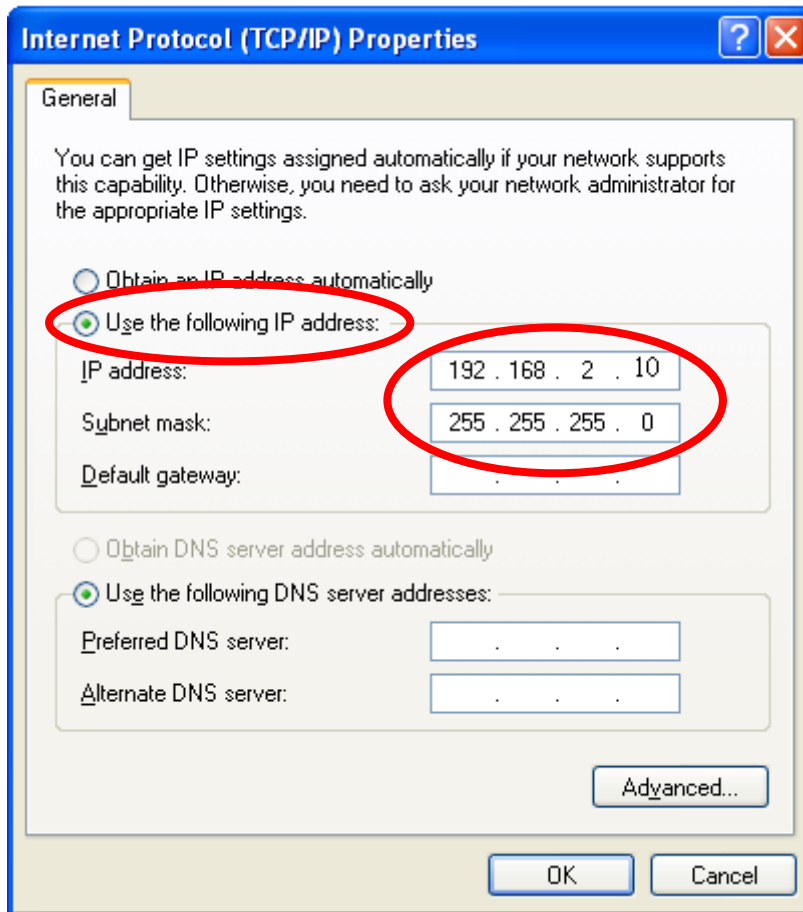 Internet Protocol (TCP/IP) Properties
General
You can get IP settings assigned automatically if your network supports
this capability. Otherwise, you need to ask your network administrator for
the appropriate IP settings.
Obtain an IP address automatically
Use the following IP address:
IP address: 192 . 168 . 2 . 10
Subnet mask: 255 . 255 . 255 . 0
Default gateway: . . .
Obtain DNS server address automatically
Use the following DNS server addresses:
Preferred DNS server: . . .
Alternate DNS server: . . .
Advanced...
OK Cancel